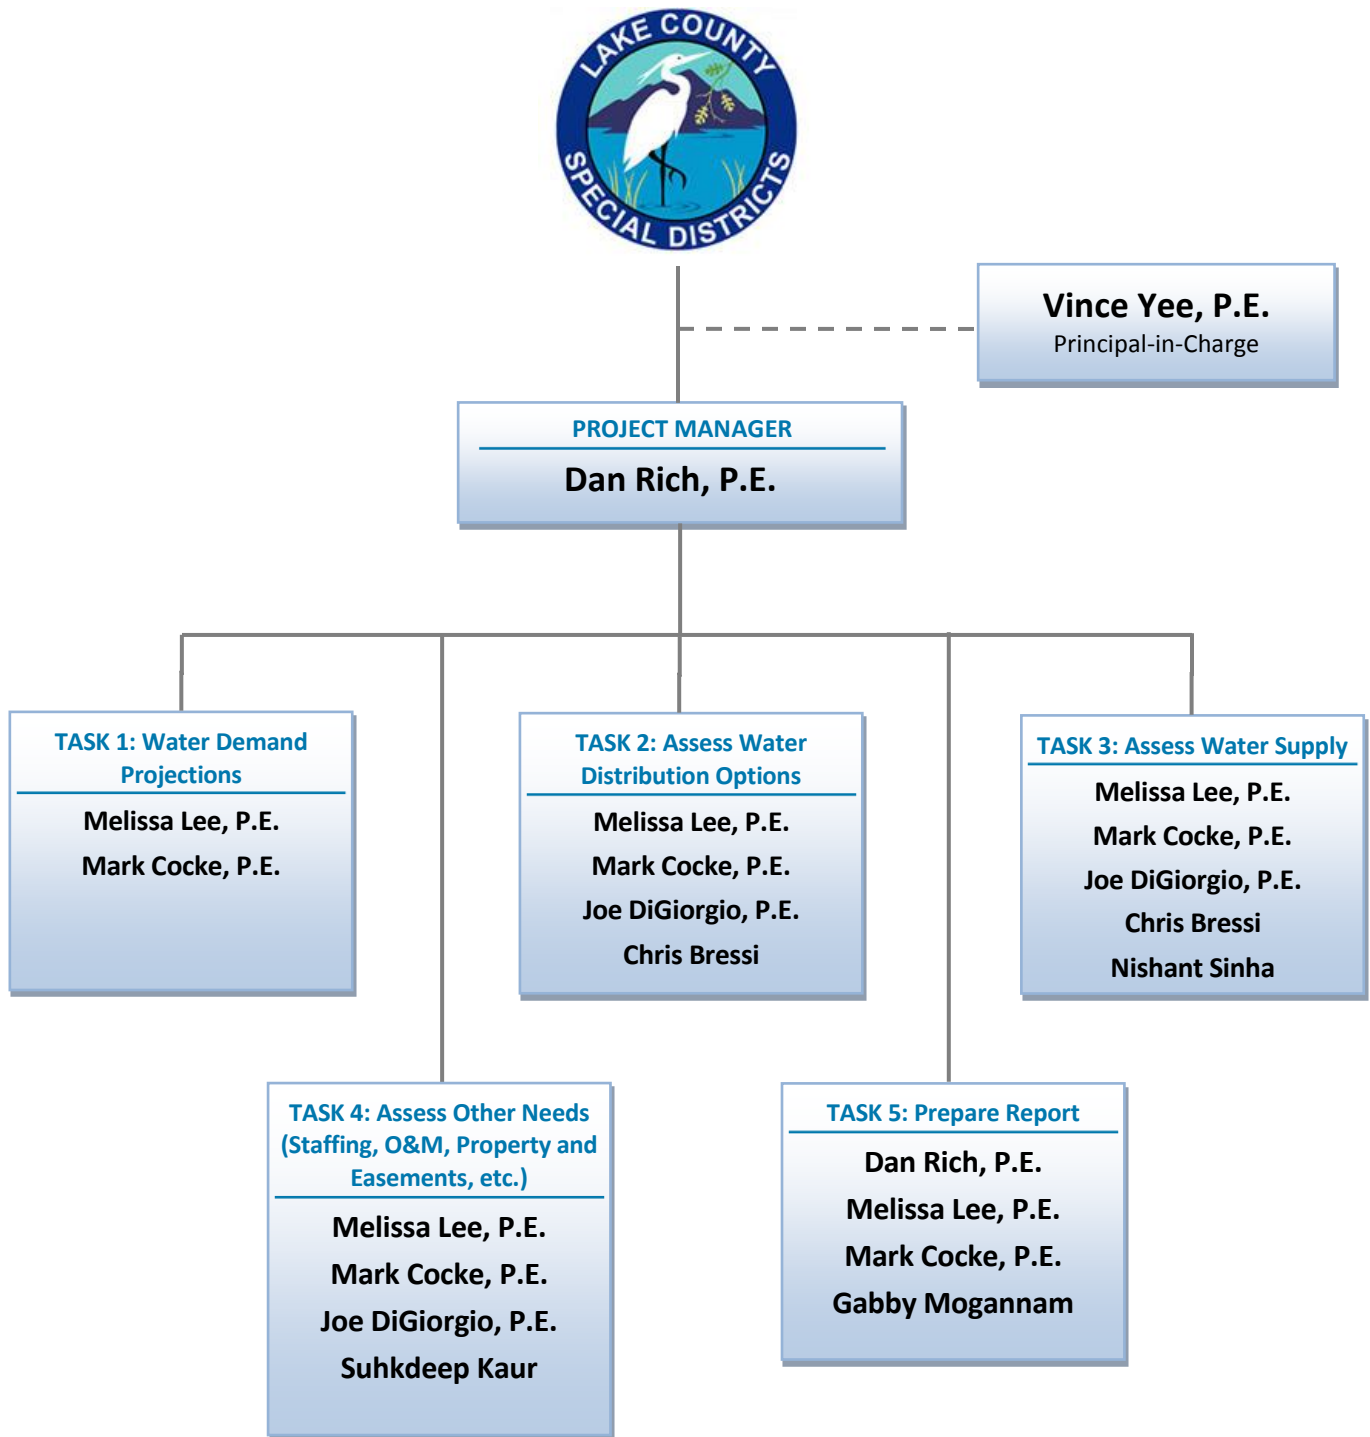 LAKE COUNTY
SPECIAL DISTRICTS
Vince Yee, P.E.
Principal-in-Charge
PROJECT MANAGER
Dan Rich, P.E.
TASK 1: Water Demand
Projections
Melissa Lee, P.E.
Mark Cocke, P.E.
TASK 2: Assess Water
Distribution Options
Melissa Lee, P.E.
Mark Cocke, P.E.
Joe DiGiorgio, P.E.
Chris Bressi
TASK 3: Assess Water Supply
Melissa Lee, P.E.
Mark Cocke, P.E.
Joe DiGiorgio, P.E.
Chris Bressi
Nishant Sinha
TASK 4: Assess Other Needs
(Staffing, O&M, Property and
Easements, etc.)
Melissa Lee, P.E.
Mark Cocke, P.E.
Joe DiGiorgio, P.E.
Suhkdeep Kaur
TASK 5: Prepare Report
Dan Rich, P.E.
Melissa Lee, P.E.
Mark Cocke, P.E.
Gabby Mogannam